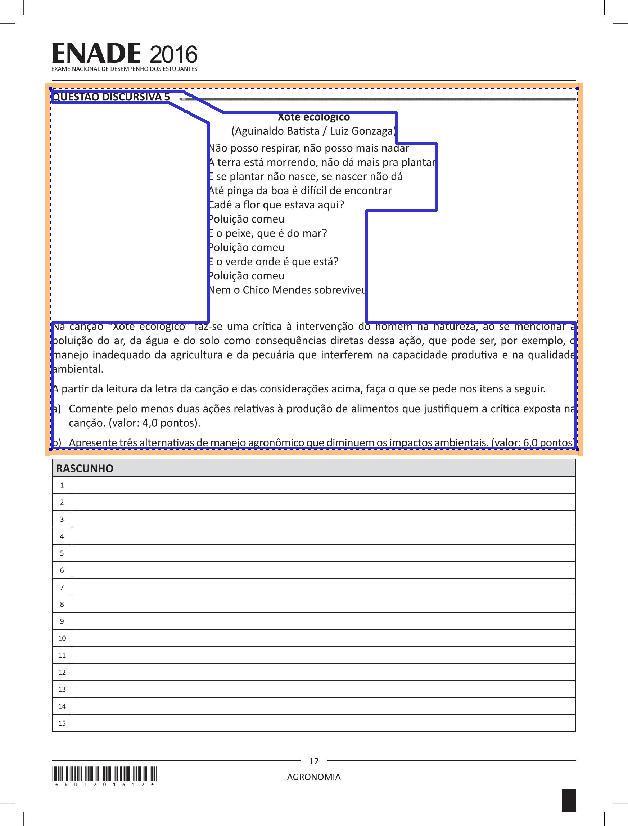 ENADE 2016
EXAME NACIONAL DE DESEMPENHO DOS ESTUDANTES
QUESTÃO DISCURSIVA 5
Xote ecológico
(Aguinaldo Batista / Luiz Gonzaga)
Não posso respirar, não posso mais nadar
A terra está morrendo, não dá mais pra plantar
E se plantar não nasce, se nascer não dá
Até pinga da boa é difícil de encontrar
Cadê a flor que estava aqui?
Poluição comeu
E o peixe, que é do mar?
Poluição comeu
E o verde onde é que está?
Poluição comeu
Nem o Chico Mendes sobreviveu
Na canção "Xote ecológico" faz-se uma crítica à intervenção do homem na natureza, ao se mencionar a
poluição do ar, da água e do solo como consequências diretas dessa ação, que pode ser, por exemplo, o
manejo inadequado da agricultura e da pecuária que interferem na capacidade produtiva e na qualidade
ambiental.
A partir da leitura da letra da canção e das considerações acima, faça o que se pede nos itens a seguir.
a) Comente pelo menos duas ações relativas à produção de alimentos que justifiquem a crítica exposta na
canção. (valor: 4,0 pontos).
b) Apresente três alternativas de manejo agronômico que diminuem os impactos ambientais. (valor: 6,0 pontos)
RASCUNHO
1
2
3
4
5
6
7
8
9
10
11
12
13
14
15
17
AGRONOMIA